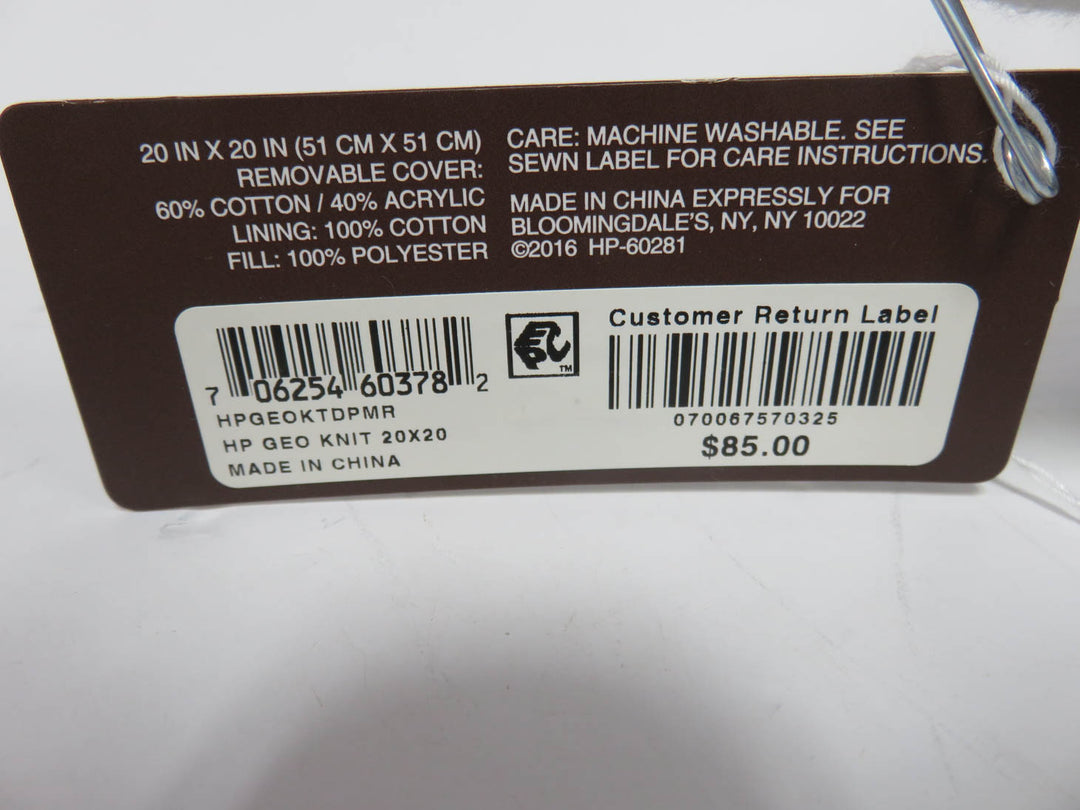 20 IN X 20 IN (51 CM X 51 CM)
REMOVABLE COVER:
60% COTTON / 40% ACRYLIC
LINING: 100% COTTON
FILL: 100% POLYESTER
CARE: MACHINE WASHABLE. SEE
SEWN LABEL FOR CARE INSTRUCTIONS.
MADE IN CHINA EXPRESSLY FOR
BLOOMINGDALE'S, NY, NY 10022
©2016 HP-60281
7 06254 60378 2
HPGEOKTDPMR
HP GEO KNIT 20X20
MADE IN CHINA
EPC TM
Customer Return Label
070067570325
$85.00